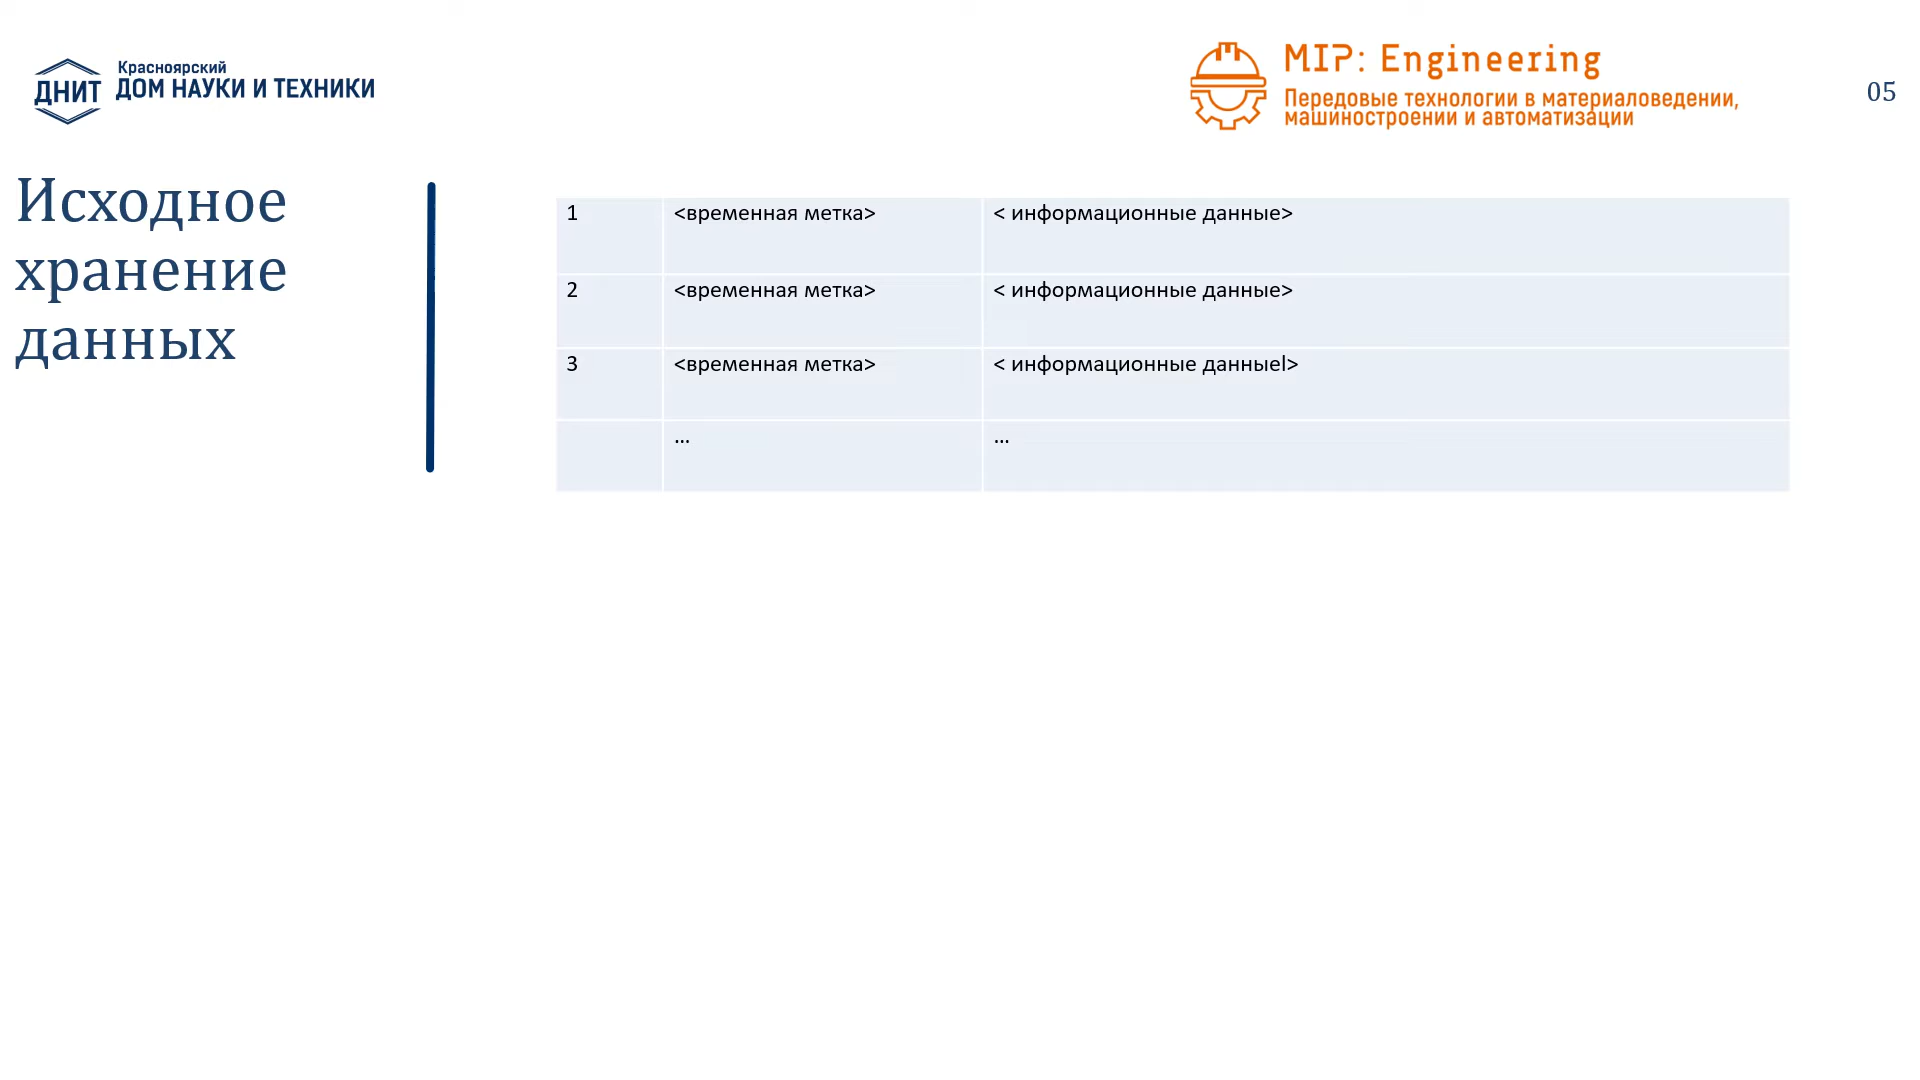 ДНИТ
Красноярский
ДОМ НАУКИ И ТЕХНИКИ
MIP: Engineering
Передовые технологии в материаловедении,
машиностроении и автоматизации
05
Исходное
хранение
данных
1 <временная метка> < информационные данные>
2 <временная метка> < информационные данные>
3 <временная метка> < информационные данныеl>
... ...